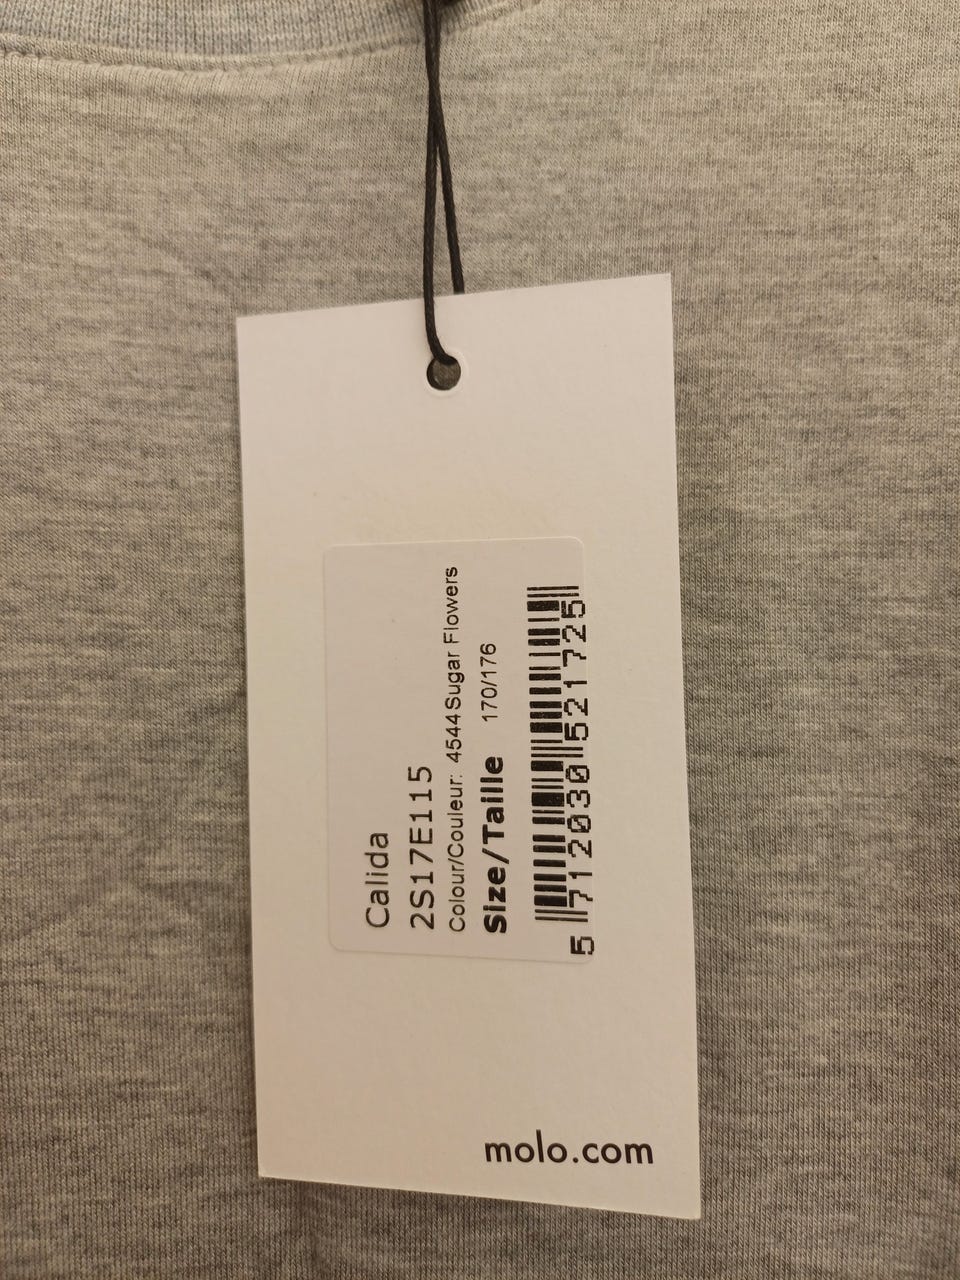 Calida
2S17E115
Colour/Couleur: 4544 Sugar Flowers
Size/Taille 170/176
5 712030 521725
molo.com